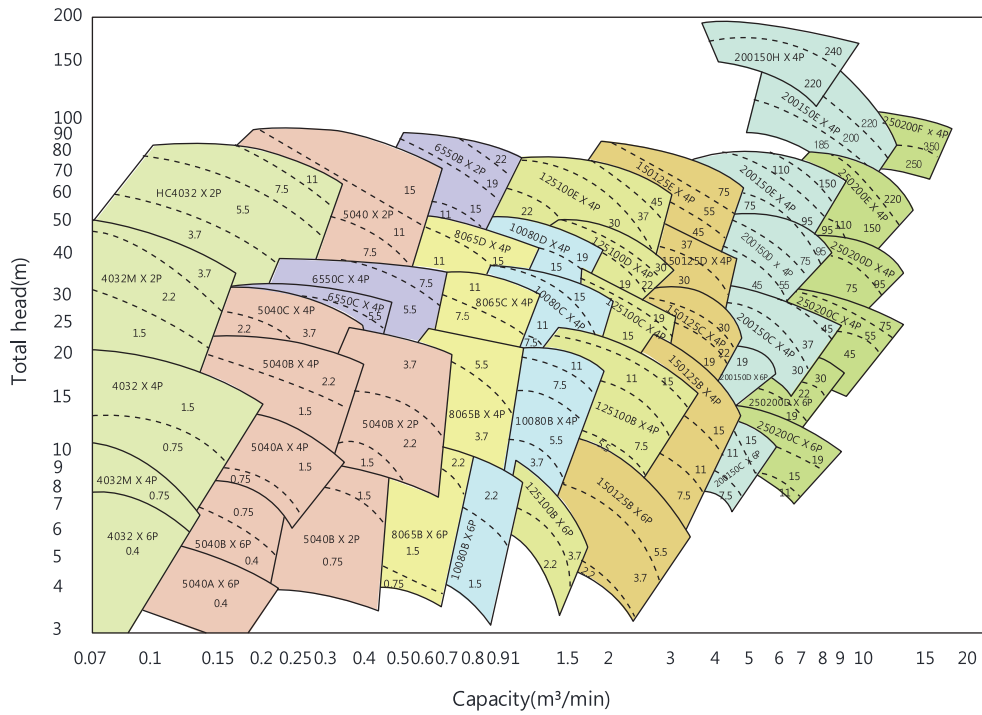 200
150
100
90
80
70
60
50
40
30
25
20
15
10
9
8
7
6
5
4
3
Total head(m)
0.07 0.1 0.15 0.2 0.25 0.3 0.4 0.5 0.6 0.7 0.8 0.9 1 1.5 2 3 4 5 6 7 8 9 10 15 20
Capacity(m³/min)
HC4032 X 2P
11
7.5
5.5
3.7
4032M X 2P
3.7
2.2
1.5
4032 X 4P
1.5
0.75
4032M X 4P
0.75
4032 X 6P
0.4
5040 X 2P
15
11
7.5
5040C X 4P
2.2
3.7
5040B X 4P
2.2
1.5
5040A X 4P
1.5
0.75
5040B X 6P
0.75
0.4
5040A X 6P
0.4
5040B X 2P
3.7
2.2
1.5
5040B X 2P
1.5
0.75
6550B X 2P
22
19
15
11
6550C X 4P
7.5
5.5
6550C X 4P
5.5
8065D X 4P
11
15
8065C X 4P
11
7.5
8065B X 4P
5.5
3.7
8065B X 6P
2.2
1.5
0.75
10080D X 4P
19
15
10080C X 4P
15
11
7.5
10080B X 4P
11
7.5
5.5
3.7
10080B X 6P
2.2
1.5
125100E X 4P
45
37
30
22
125100D X 4P
30
22
19
125100C X 4P
19
15
125100B X 4P
15
11
7.5
5.5
125100B X 6P
3.7
2.2
150125E X 4P
75
55
45
37
150125D X 4P
30
150125C X 4P
30
22
19
150125B X 4P
15
11
7.5
150125B X 6P
5.5
3.7
2.2
200150H X 4P
240
220
200150E X 4P
220
200
185
200150E X 4P
150
110
95
75
200150D X 4P
95
75
55
45
200150C X 4P
45
37
30
200150D X 6P
19
200150C X 6P
15
11
7.5
250200F x 4P
350
250
250200E X 4P
220
150
110
95
250200D X 4P
95
75
250200C X 4P
75
55
45
250200D X 6P
30
22
19
250200C X 6P
19
15
11